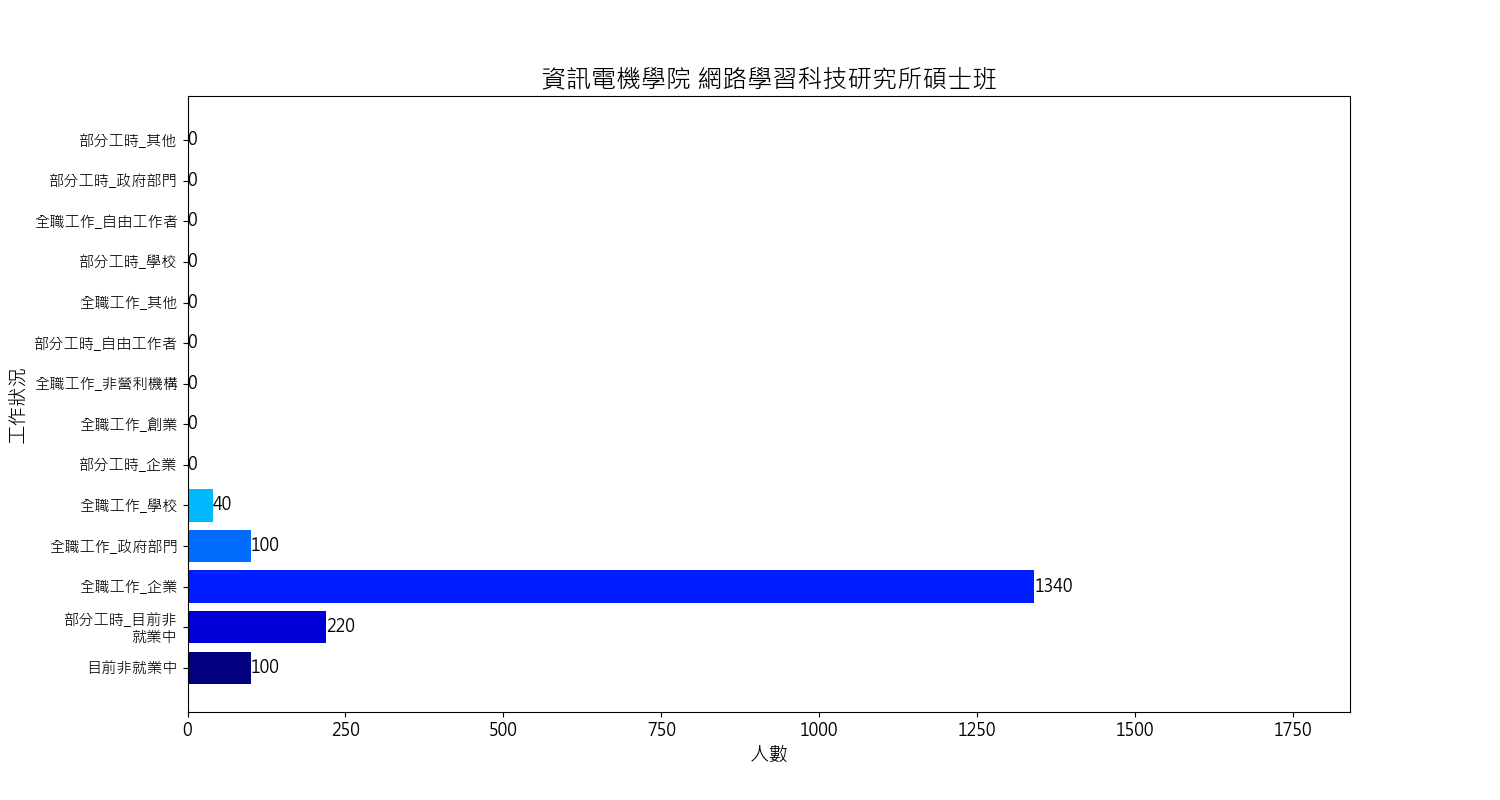 資訊電機學院 網路學習科技研究所碩士班
部分工時_其他 0
部分工時_政府部門 0
全職工作_自由工作者 0
部分工時_學校 0
全職工作_其他 0
部分工時_自由工作者 0
全職工作_非營利機構 0
全職工作_創業 0
部分工時_企業 0
全職工作_學校 40
全職工作_政府部門 100
全職工作_企業 1340
部分工時_目前非
就業中 220
目前非就業中 100
工作狀況
0 250 500 750 1000 1250 1500 1750
人數